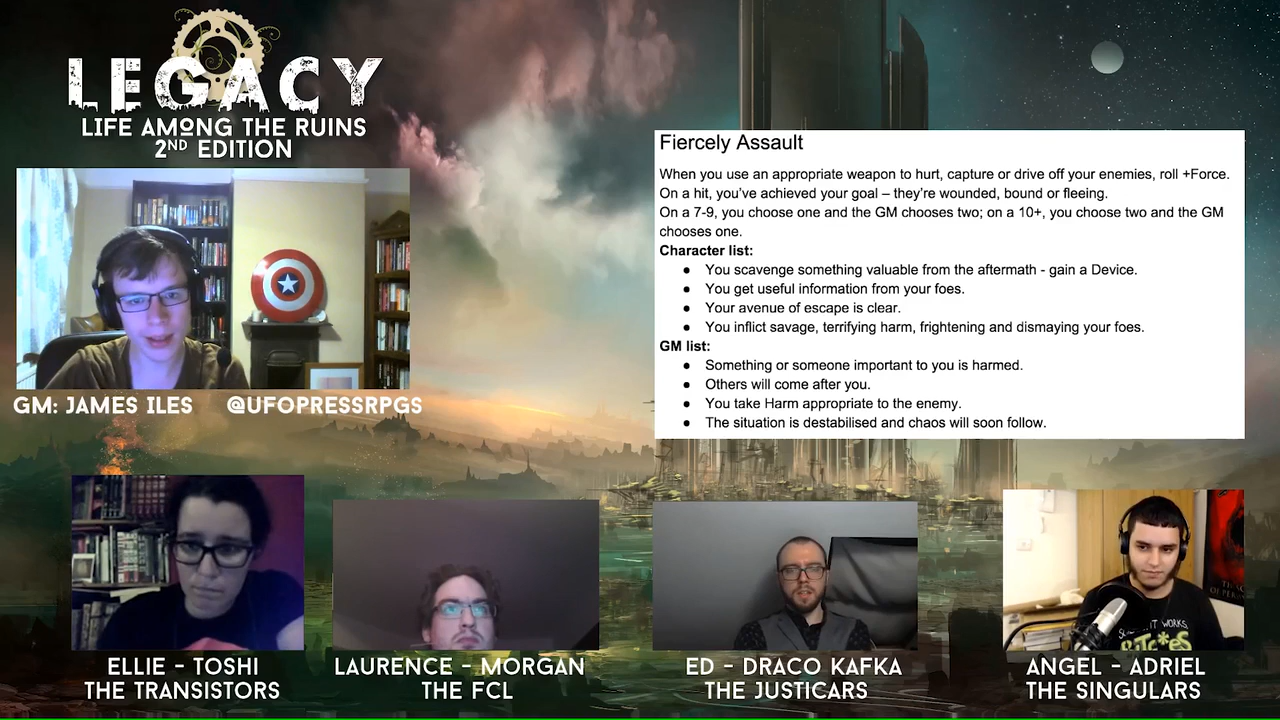 LEGACY
LIFE AMONG THE RUINS
2ND EDITION
Fiercely Assault
When you use an appropriate weapon to hurt, capture or drive off your enemies, roll +Force.
On a hit, you've achieved your goal – they're wounded, bound or fleeing.
On a 7-9, you choose one and the GM chooses two; on a 10+, you choose two and the GM
chooses one.
Character list:
● You scavenge something valuable from the aftermath - gain a Device.
● You get useful information from your foes.
● Your avenue of escape is clear.
● You inflict savage, terrifying harm, frightening and dismaying your foes.
GM list:
● Something or someone important to you is harmed.
● Others will come after you.
● You take Harm appropriate to the enemy.
● The situation is destabilised and chaos will soon follow.
GM: JAMES ILES @UFOPRESSRPGS
IT WORKS
ELLIE – TOSHI
THE TRANSISTORS
LAURENCE – MORGAN
THE FCL
ED – DRACO KAFKA
THE JUSTICARS
ANGEL – ADRIEL
THE SINGULARS